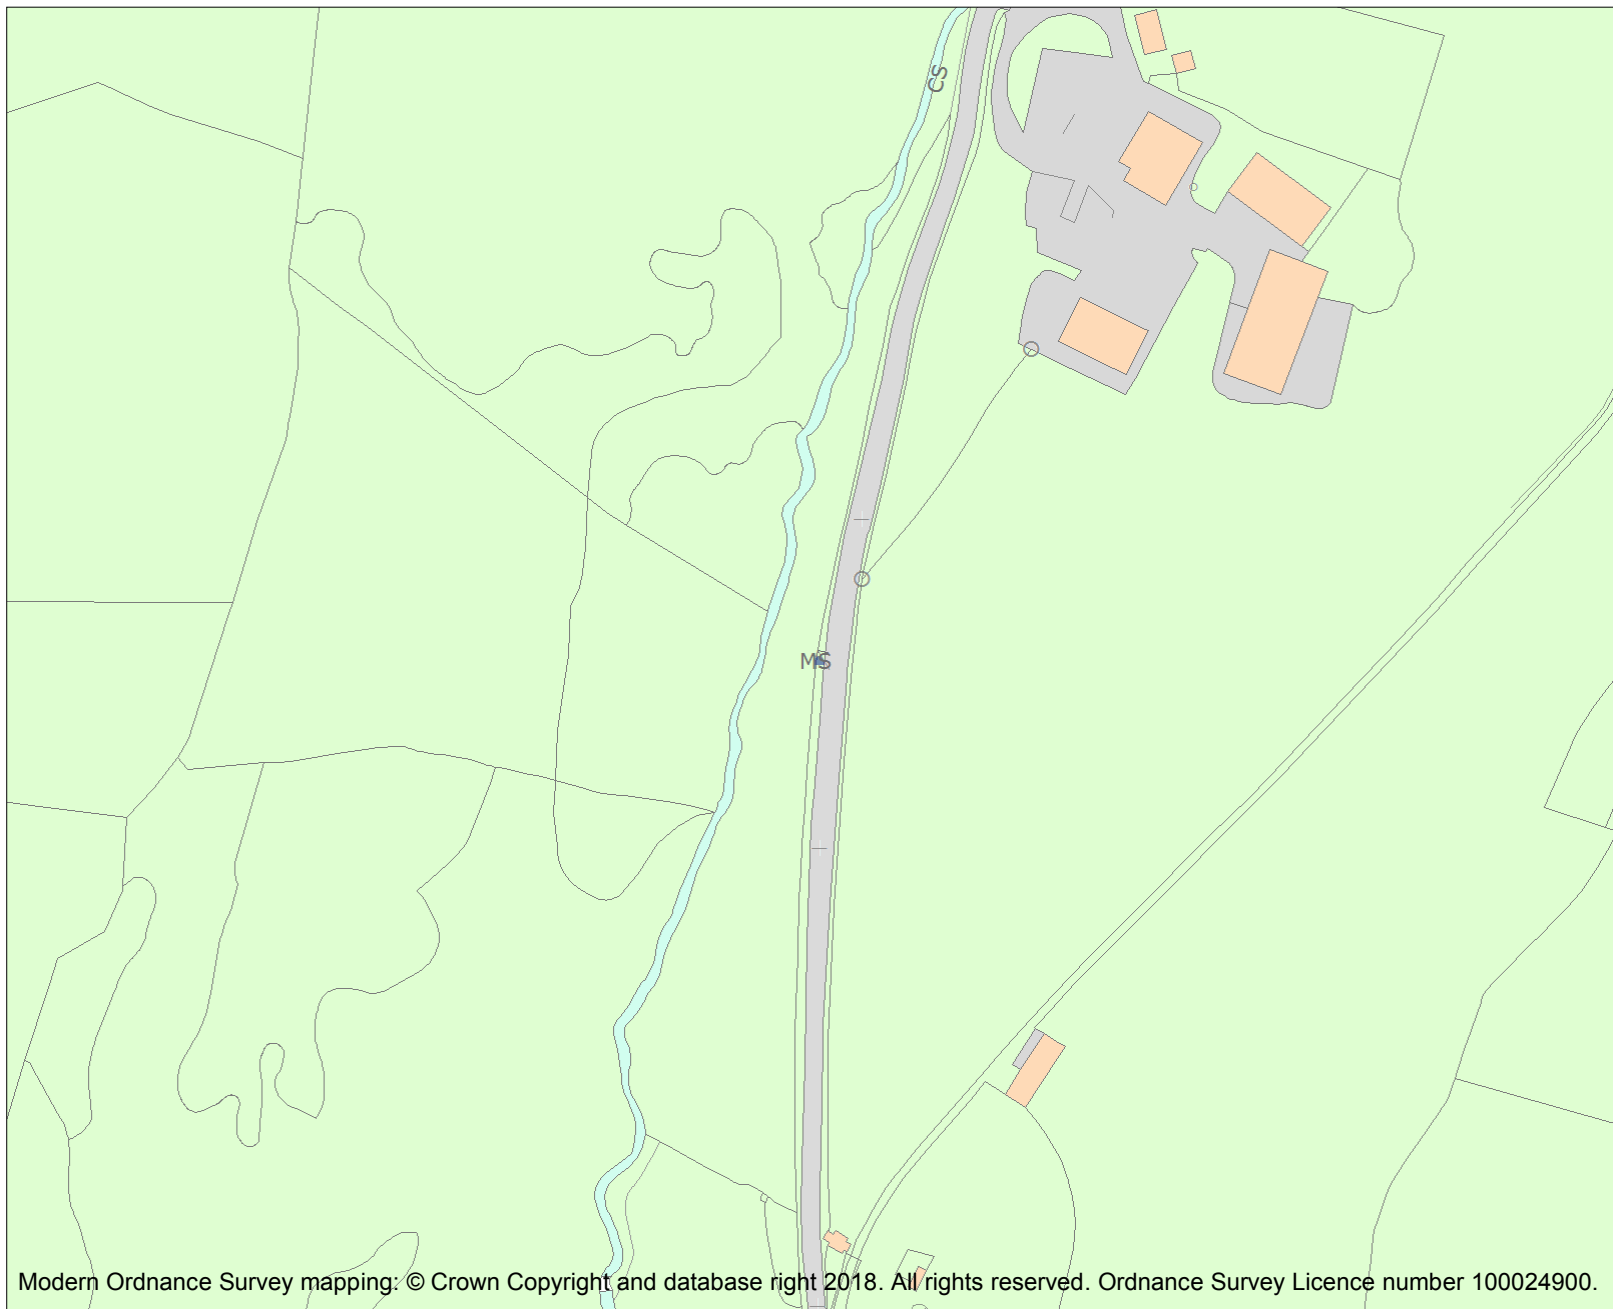 CS
MS
Modern Ordnance Survey mapping: © Crown Copyright and database right 2018. All rights reserved. Ordnance Survey Licence number 100024900.